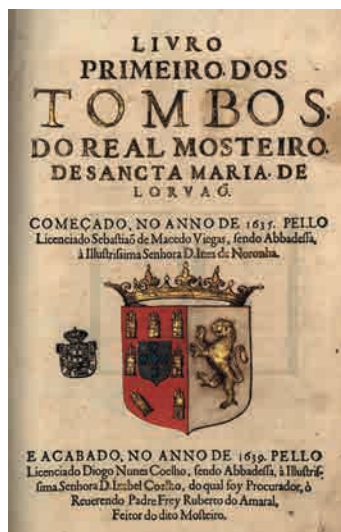 LIVRO
PRIMEIRO. DOS
TOMBOS.
DO REAL MOSTEIRO.
DE SANCTA MARIA. DE
LORVAÕ.
COMEÇADO, NO ANNO DE 1635. PELLO
Licenciado Sebastiaõ de Macedo Viegas, sendo Abbadessa,
à Illustrissima Senhora D. Ines de Noronha.
E ACABADO, NO ANNO DE 1639. PELLO
Licenciado Diogo Nunes Coelho, sendo Abbadessa, à Illustris-
sima Senhora D. Izabel Coelho, do qual foy Procurador, ò
Reverendo Padre Frey Ruberto do Amaral,
Feitor do dito Mosteiro.